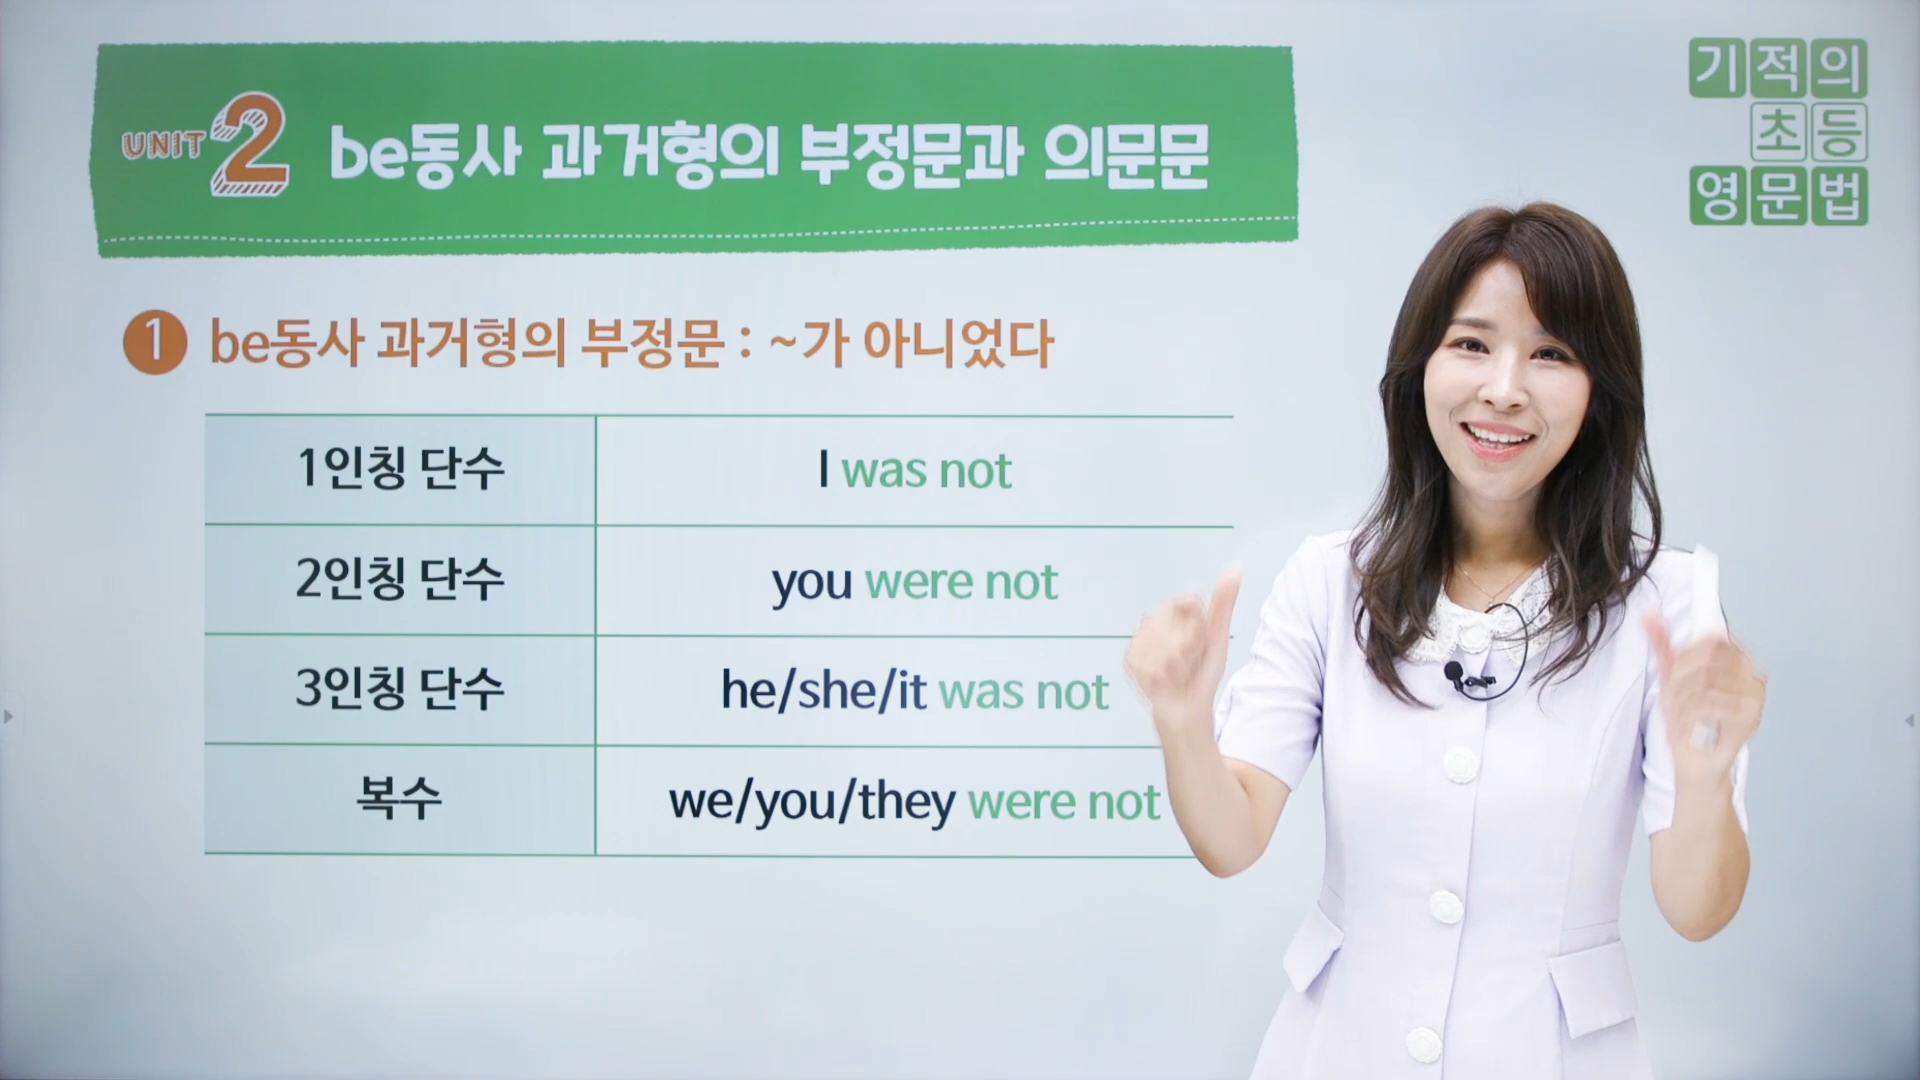 UNIT 2 be동사 과거형의 부정문과 의문문
기적의
초등
영문법
1 be동사 과거형의 부정문 : ~가 아니었다
1인칭 단수 I was not
2인칭 단수 you were not
3인칭 단수 he/she/it was not
복수 we/you/they were not